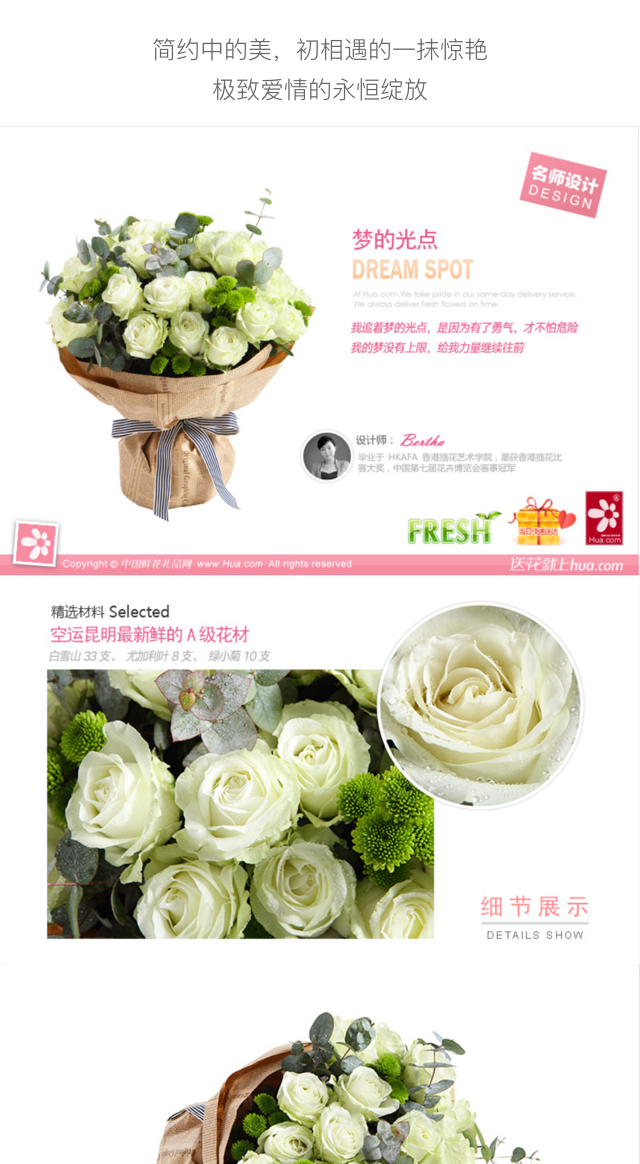 简约中的美，初相遇的一抹惊艳
极致爱情的永恒绽放
名师设计
DESIGN
梦的光点
DREAM SPOT
At Hua.com,We take pride in our same-day delivery service.
We always deliver fresh flowers on time.
我追着梦的光点，是因为有了勇气，才不怕危险
我的梦没有上限，给我力量继续往前
设计师： Bertha
毕业于 HKAFA 香港插花艺术学院，屡获香港插花比
赛大奖，中国第七届花卉博览会赛事冠军
FRESH
当日快速送达
Hua.com
Copyright © 中国鲜花礼品网 www.Hua.com All rights reserved
送花就上hua.com
精选材料 Selected
空运昆明最新鲜的 A 级花材
白雪山 33 支、 尤加利叶 8 支、 绿小菊 10 支
细节展示
DETAILS SHOW